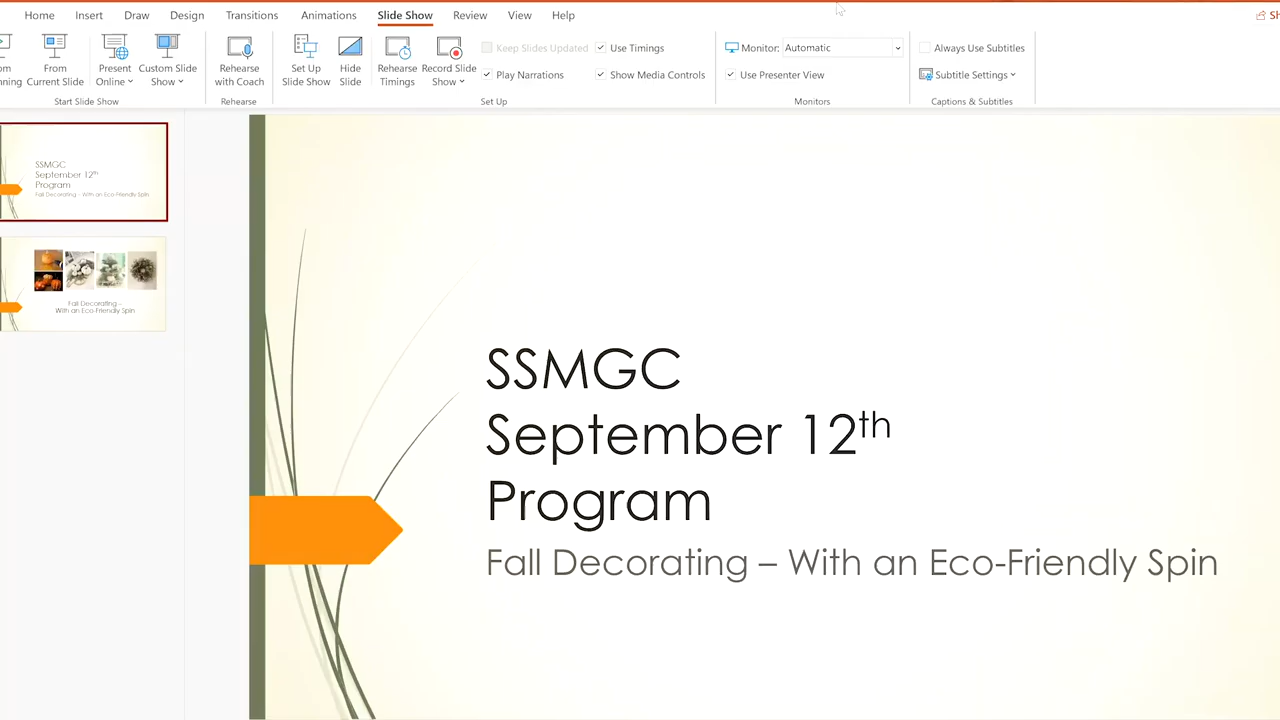 Home Insert Draw Design Transitions Animations Slide Show Review View Help
From Present Custom Slide Rehearse Set Up Hide Rehearse Record Slide
Current Slide Online Show with Coach Slide Show Slide Timings Show
Keep Slides Updated Use Timings
Play Narrations Show Media Controls
Monitor: Automatic
Use Presenter View
Always Use Subtitles
Subtitle Settings
Start Slide Show Rehearse Set Up Monitors Captions & Subtitles
SSMGC
September 12th
Program
Fall Decorating - With an Eco Friendly Spin
Fall Decorating –
With an Eco-Friendly Spin
SSMGC
September 12th
Program
Fall Decorating – With an Eco-Friendly Spin